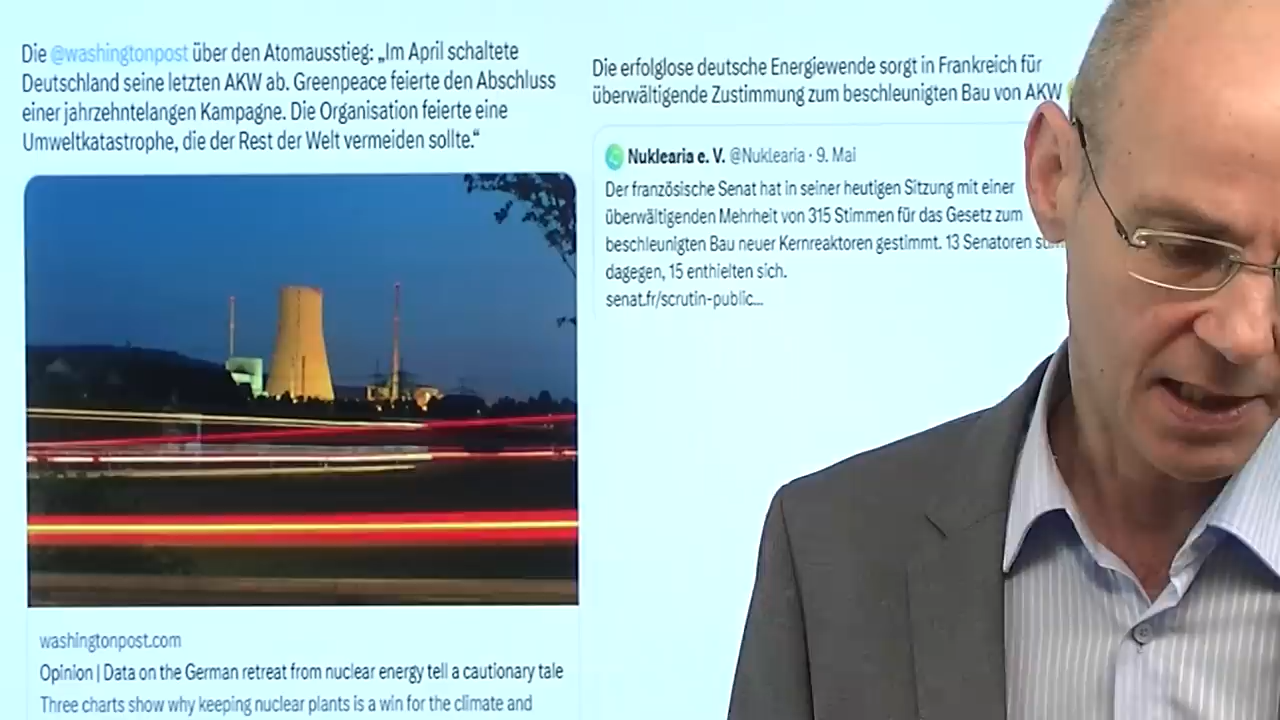 Die @washingtonpost über den Atomausstieg: „Im April schaltete
Deutschland seine letzten AKW ab. Greenpeace feierte den Abschluss
einer jahrzehntelangen Kampagne. Die Organisation feierte eine
Umweltkatastrophe, die der Rest der Welt vermeiden sollte.“
washingtonpost.com
Opinion | Data on the German retreat from nuclear energy tell a cautionary tale
Three charts show why keeping nuclear plants is a win for the climate and
Die erfolglose deutsche Energiewende sorgt in Frankreich für
überwältigende Zustimmung zum beschleunigten Bau von AKW
Nuklearia e. V. @Nuklearia · 9. Mai
Der französische Senat hat in seiner heutigen Sitzung mit einer
überwältigenden Mehrheit von 315 Stimmen für das Gesetz zum
beschleunigten Bau neuer Kernreaktoren gestimmt. 13 Senatoren
dagegen, 15 enthielten sich.
senat.fr/scrutin-public...